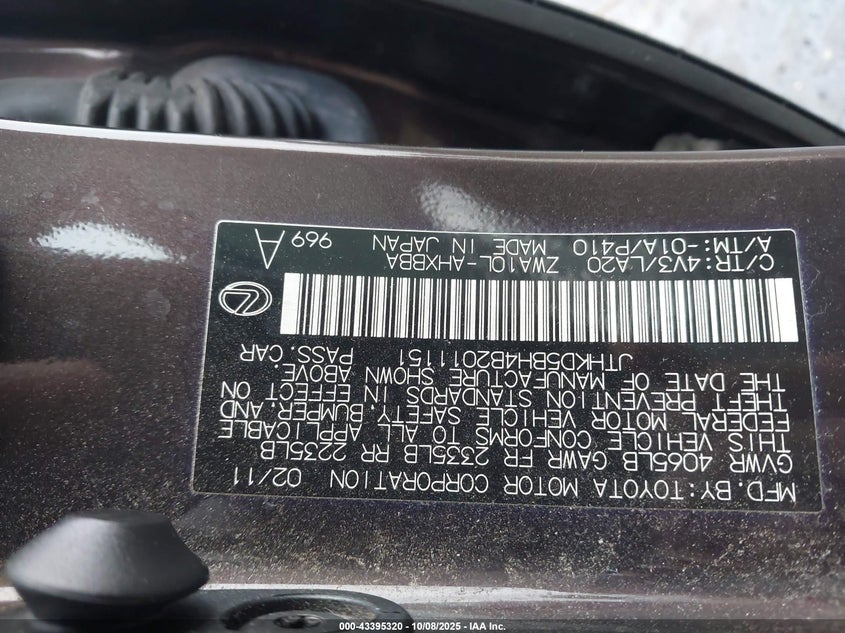 MFD. BY: TOYOTA MOTOR CORPORATION 02/11
GVWR 4065LB GAWR FR 2335LB RR 2235LB
THIS VEHICLE CONFORMS TO ALL APPLICABLE
FEDERAL MOTOR VEHICLE SAFETY, BUMPER, AND
THEFT PREVENTION STANDARDS IN EFFECT ON
THE DATE OF MANUFACTURE SHOWN ABOVE.
JTHKD5BH4B2011151 PASS. CAR
C/TR:4V3/LA20 ZWA10L-AHXBBA A 969
A/TM:-01A/P410 MADE IN JAPAN
000-43395320 | 10/08/2025 - IAA Inc.